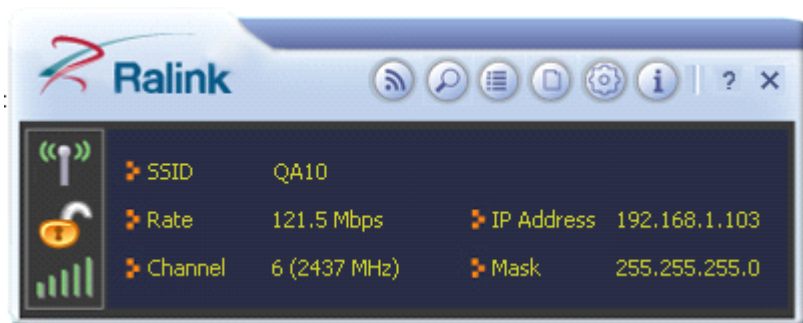 Ralink
? ×
:
SSID QA10
Rate 121.5 Mbps IP Address 192.168.1.103
Channel 6 (2437 MHz) Mask 255.255.255.0